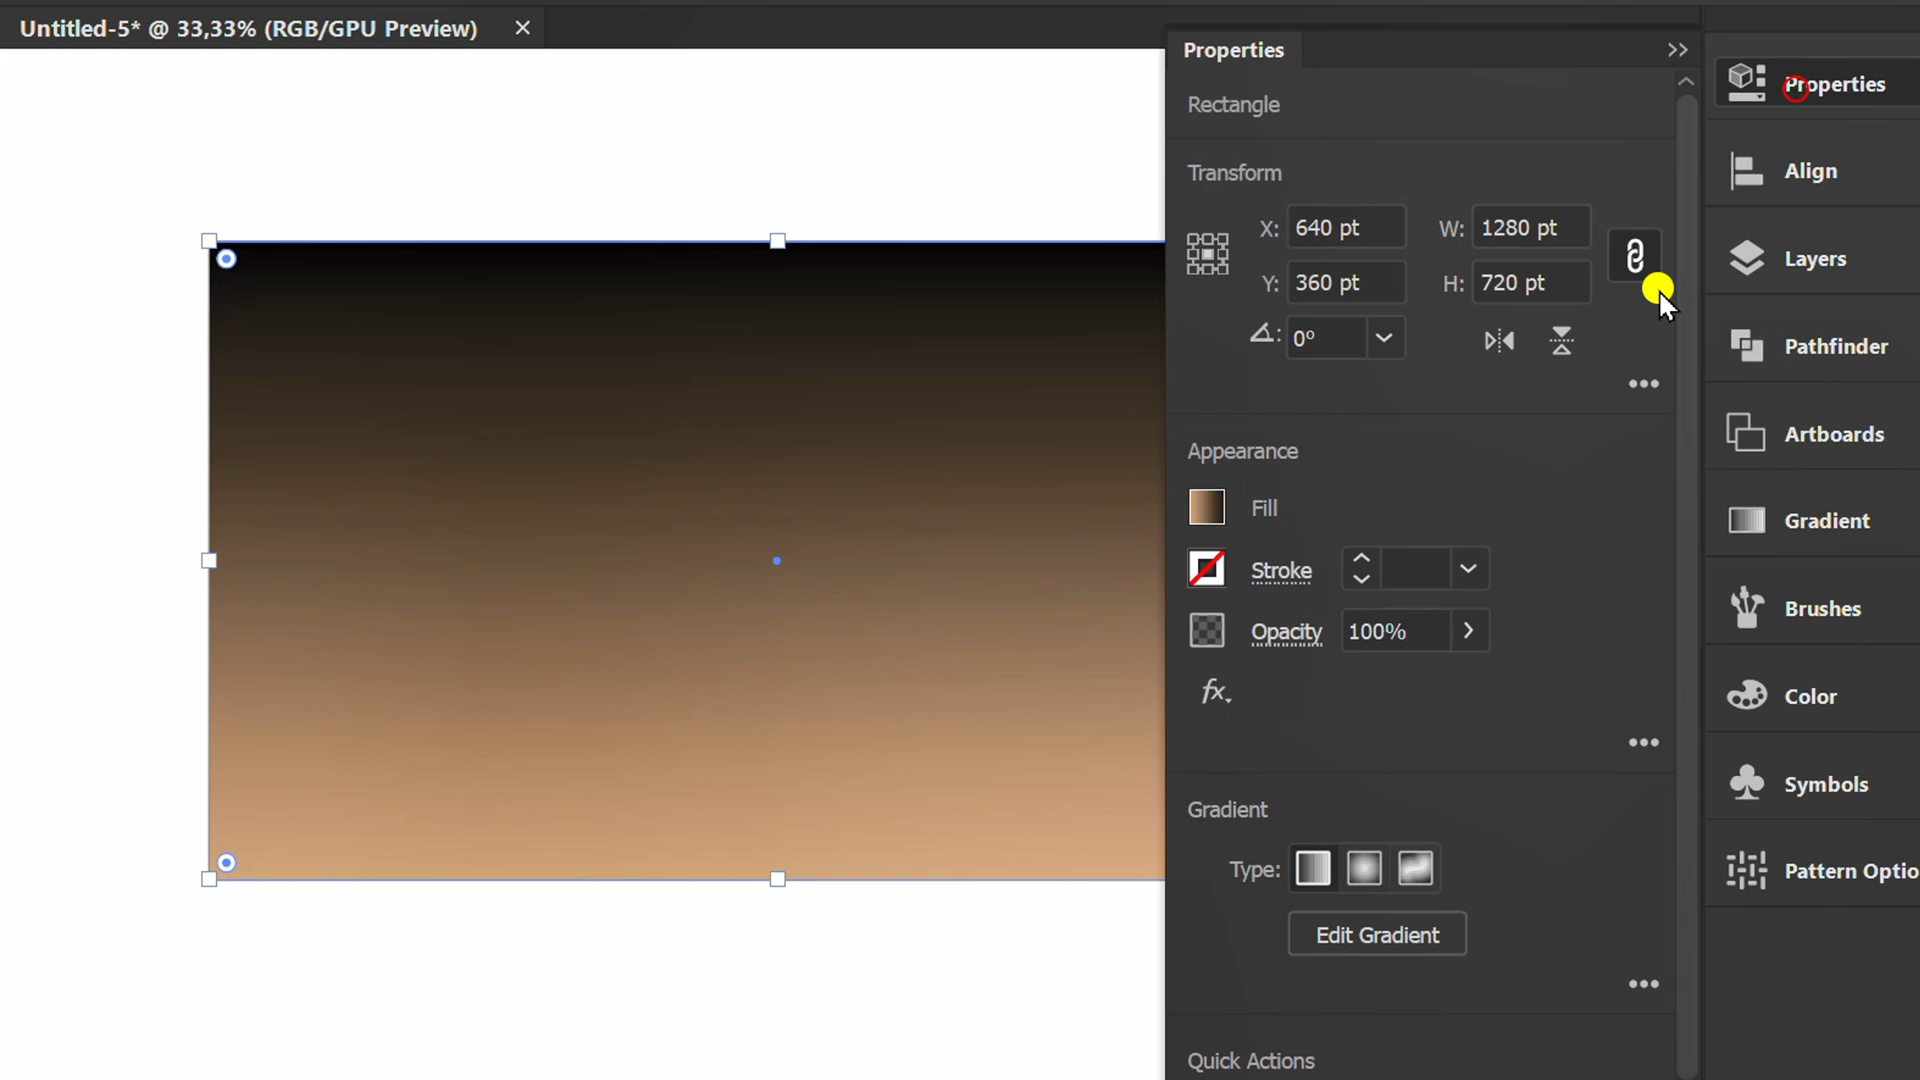 Untitled-5* @ 33,33% (RGB/GPU Preview)
Properties
Rectangle
Transform
X: 640 pt W: 1280 pt
Y: 360 pt H: 720 pt
0°
Appearance
Fill
Stroke
Opacity 100%
fx
Gradient
Type:
Edit Gradient
Quick Actions
Properties
Align
Layers
Pathfinder
Artboards
Gradient
Brushes
Color
Symbols
Pattern Optio